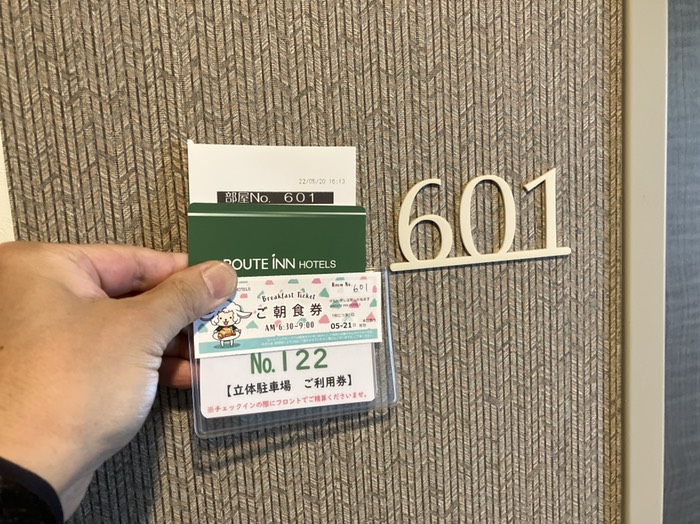 22/05/20 16:13
部屋No. 601
601
ROUTE INN HOTELS
Breakfast Ticket
Room No. 601
ご朝食券
AM 6:30~9:00
05-21
No.122
【立体駐車場 ご利用券】
※チェックインの際にフロントでご精算くださいませ。